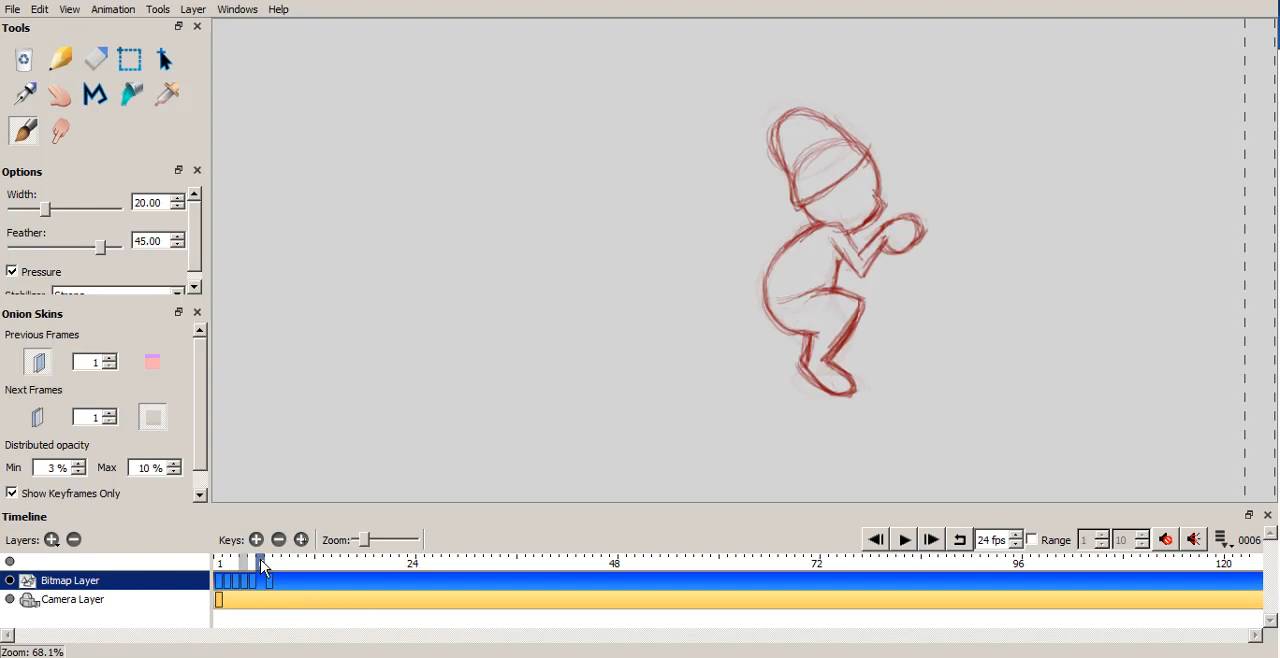 File Edit View Animation Tools Layer Windows Help
Tools
Options
Width:
20.00
Feather:
45.00
Pressure
Onion Skins
Previous Frames
1
Next Frames
1
Distributed opacity
Min 3 % Max 10 %
Show Keyframes Only
Timeline
Layers: Keys: Zoom: 24 fps Range 1 10 0006
1 24 48 72 96 120
Bitmap Layer
Camera Layer
Zoom: 68.1%